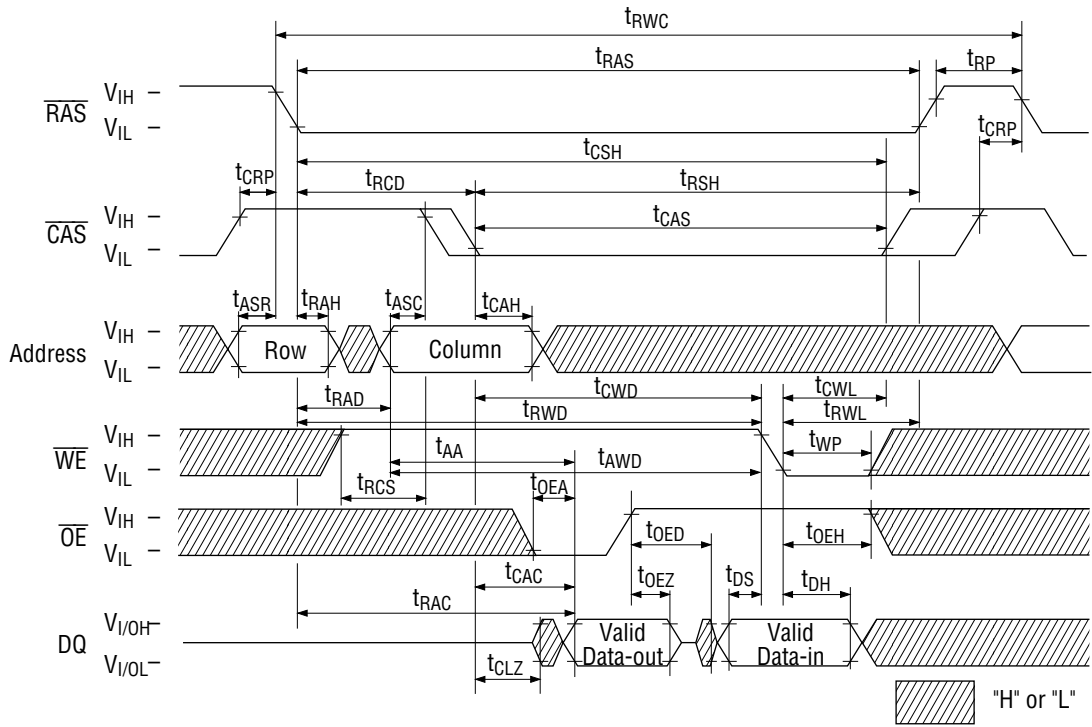 tRWC
tRAS
tRP
RAS
VIH
VIL
tCRP
tCSH
tCRP
tRCD
tRSH
CAS
VIH
VIL
tCAS
tASR
tRAH
tASC
tCAH
Address
VIH
VIL
Row
Column
tRAD
tCWD
tCWL
tRWD
tRWL
WE
VIH
VIL
tAA
tWP
tAWD
tRCS
tOEA
OE
VIH
VIL
tOED
tOEH
tCAC
tOEZ
tDS
tDH
tRAC
DQ
VI/OH
VI/OL
Valid
Data-out
Valid
Data-in
tCLZ
"H" or "L"